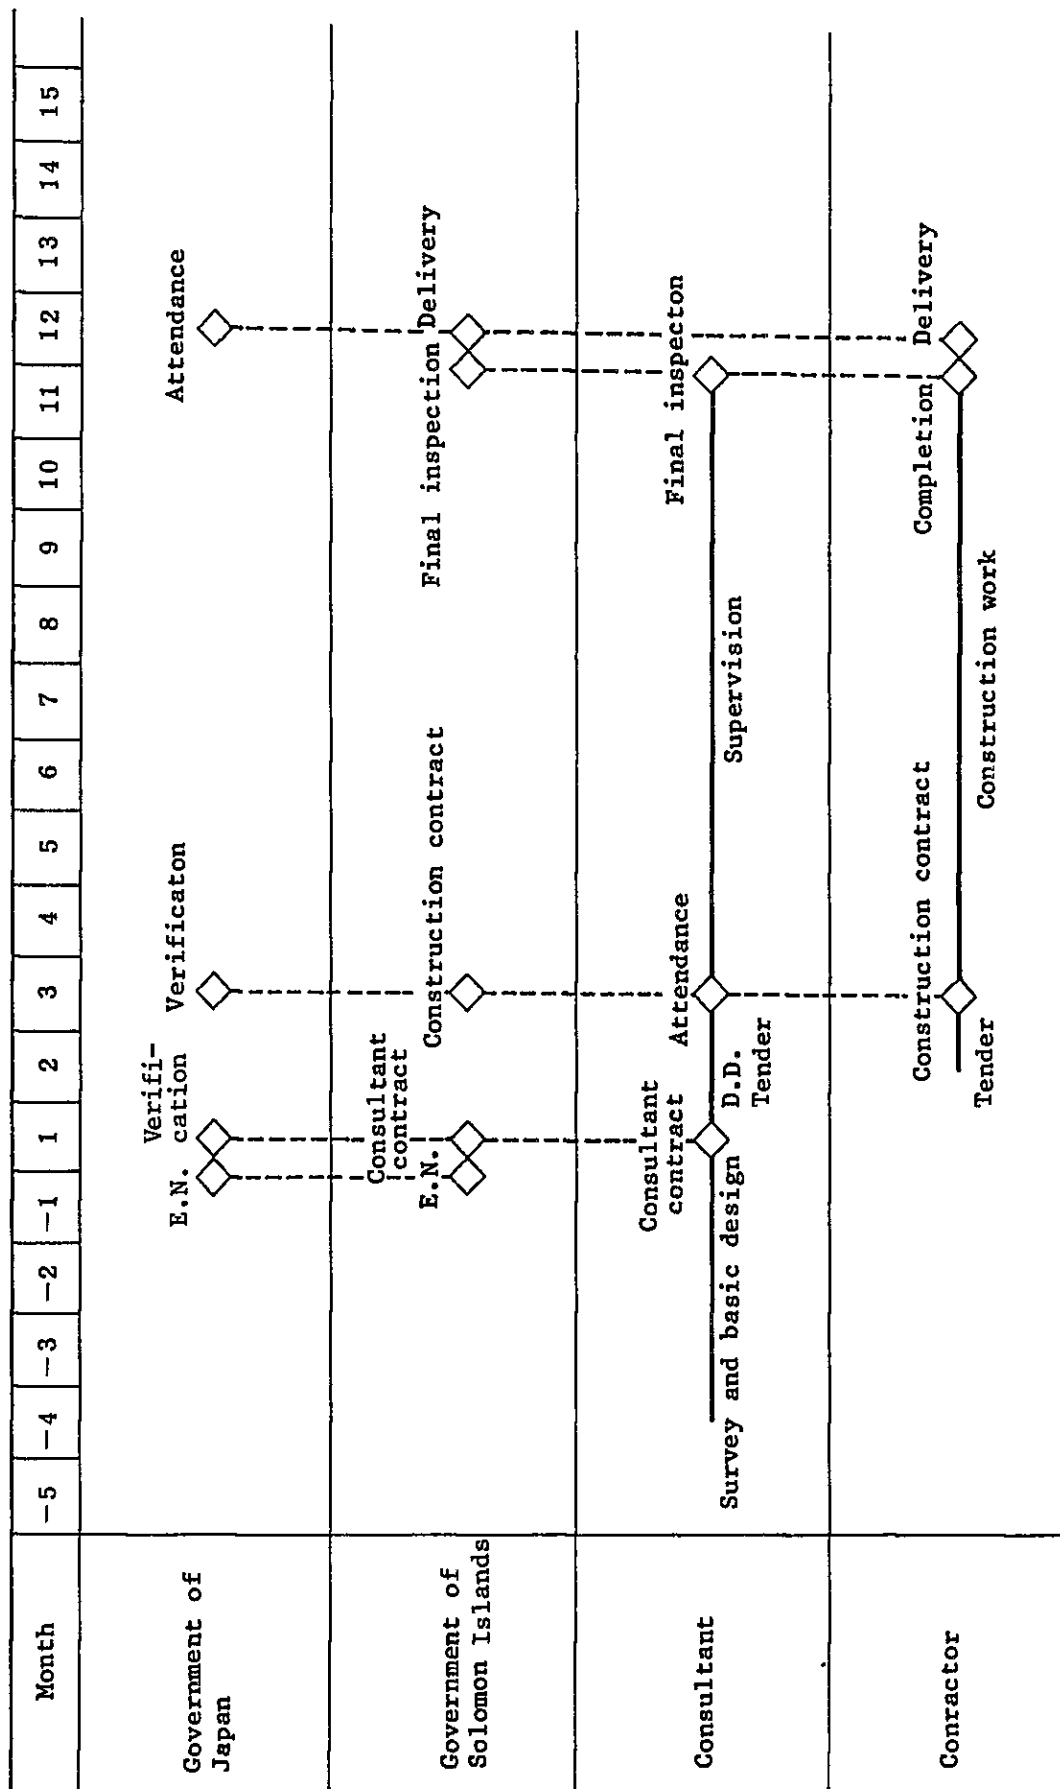 Month
−5 −4 −3 −2 −1 1 2 3 4 5 6 7 8 9 10 11 12 13 14 15
Government of
Japan
E.N.
Verifi-
cation
Verificaton
Attendance
Government of
Solomon Islands
E.N.
Consultant
contract
Construction contract
Final inspection
Delivery
Consultant
Survey and basic design
Consultant
contract
D.D.
Tender
Attendance
Supervision
Final inspecton
Conractor
Tender
Construction contract
Construction work
Completion
Delivery